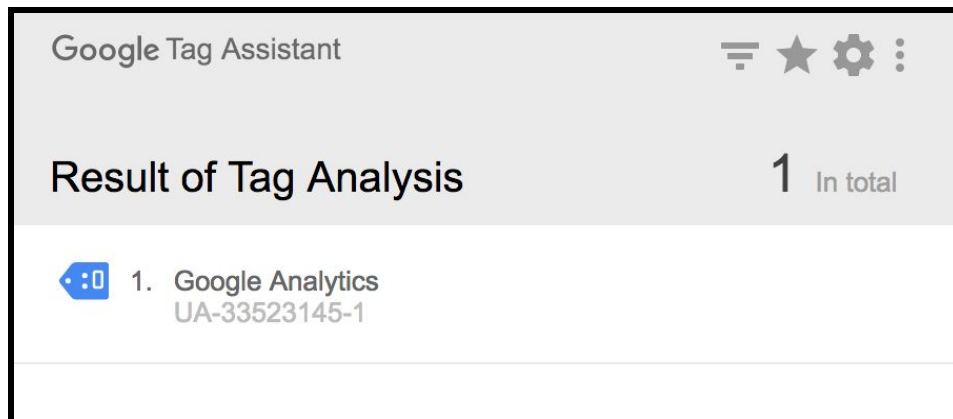 Google Tag Assistant
Result of Tag Analysis 1 In total
1. Google Analytics
UA-33523145-1